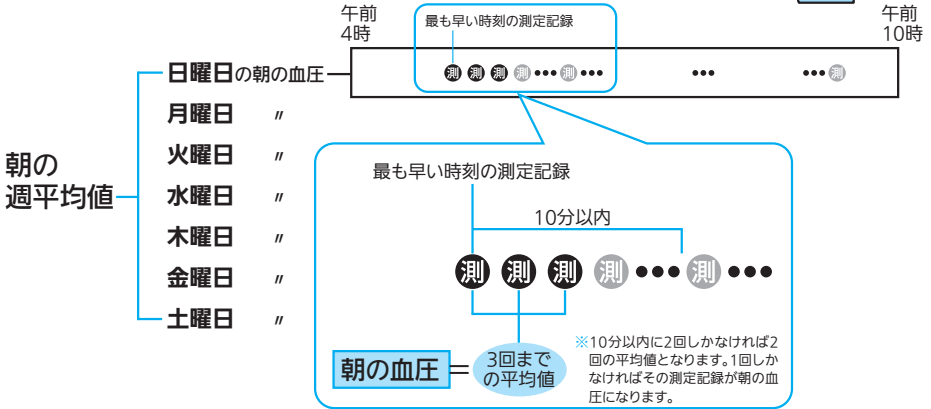 午前
4時
最も早い時刻の測定記録
午前
10時
日曜日の朝の血圧
測 測 測 測 ••• 測 ••• ••• ••• 測
月曜日 〃
火曜日 〃
水曜日 〃
木曜日 〃
金曜日 〃
土曜日 〃
朝の
週平均値
最も早い時刻の測定記録
10分以内
測 測 測 測 ••• 測 •••
朝の血圧 = 3回まで
の平均値
※10分以内に2回しかなければ2
回の平均値となります。1回しか
なければその測定記録が朝の血
圧になります。